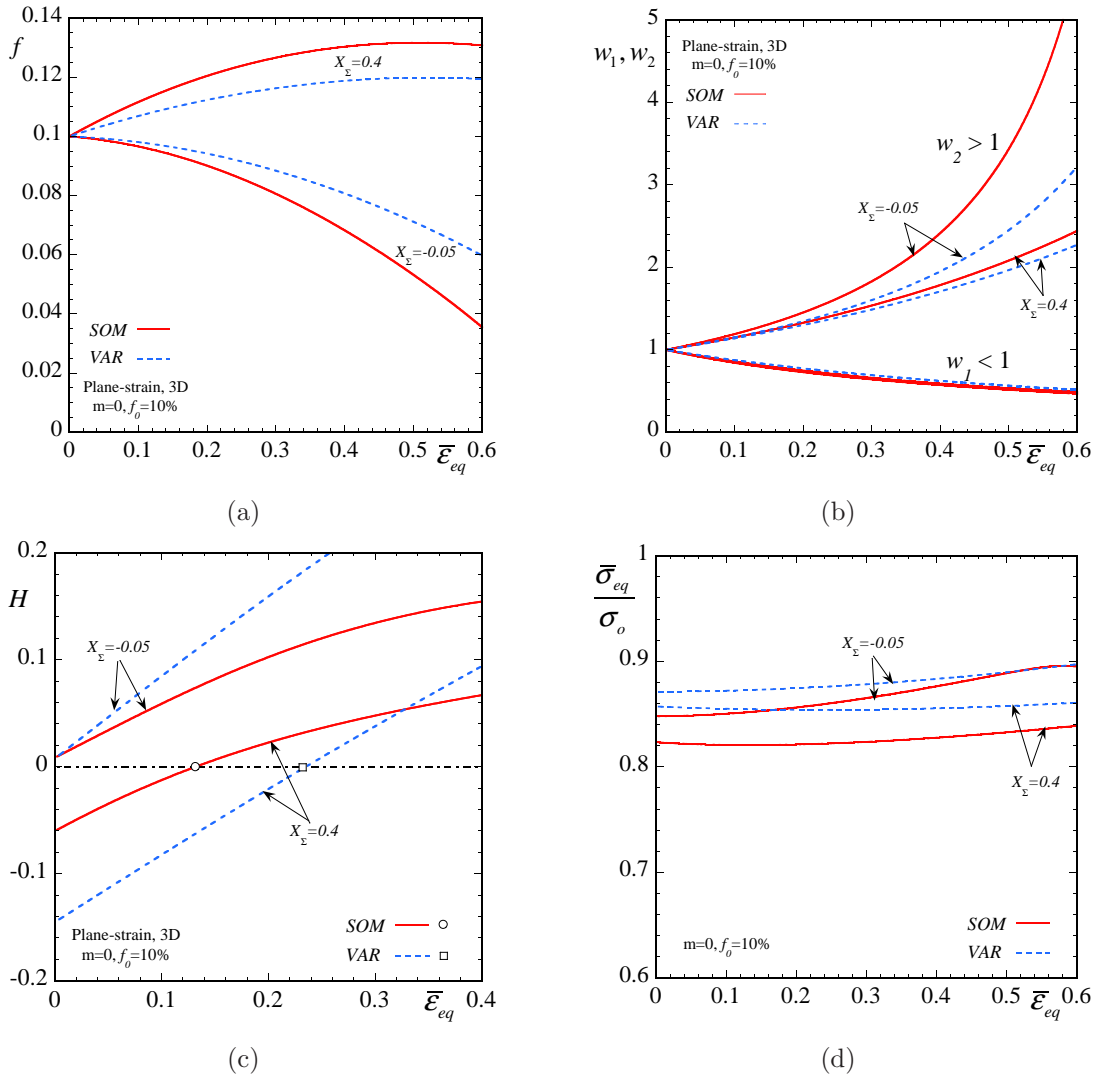 0.14
0.12
0.1
0.08
0.06
0.04
0.02
0
f
X_Σ=0.4
X_Σ=-0.05
SOM
VAR
Plane-strain, 3D
m=0, f_0=10%
0 0.1 0.2 0.3 0.4 0.5 0.6
ε̄_eq
(a)
5
4
3
2
1
0
w_1, w_2
Plane-strain, 3D
m=0, f_0=10%
SOM
VAR
w_2 > 1
X_Σ=-0.05
X_Σ=0.4
w_1 < 1
0 0.1 0.2 0.3 0.4 0.5 0.6
ε̄_eq
(b)
0.2
0.1
0
-0.1
-0.2
H
X_Σ=-0.05
X_Σ=0.4
Plane-strain, 3D
m=0, f_0=10%
SOM
VAR
0 0.1 0.2 0.3 0.4
ε̄_eq
(c)
1
0.9
0.8
0.7
0.6
σ̄_eq
σ_o
X_Σ=-0.05
X_Σ=0.4
m=0, f_0=10%
SOM
VAR
0 0.1 0.2 0.3 0.4 0.5 0.6
ε̄_eq
(d)